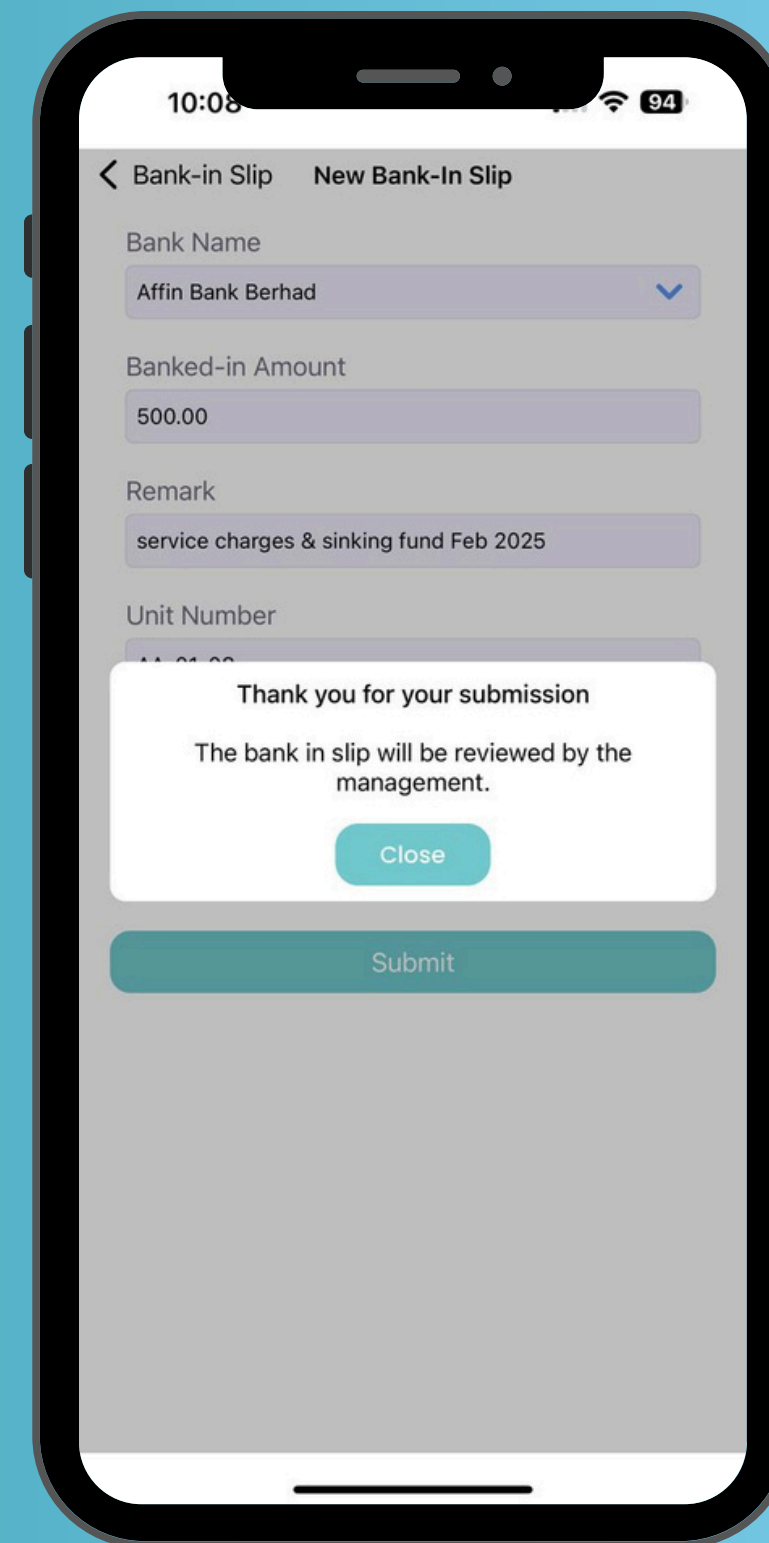 10:08
94
Bank-in Slip New Bank-In Slip
Bank Name
Affin Bank Berhad
Banked-in Amount
500.00
Remark
service charges & sinking fund Feb 2025
Unit Number
Thank you for your submission
The bank in slip will be reviewed by the
management.
Close
Submit